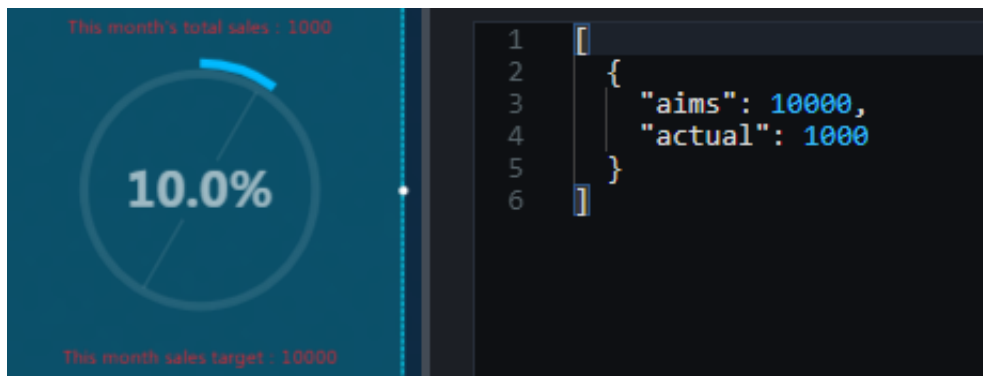 This month's total sales : 1000
10.0%
This month sales target : 10000
1 [
2 {
3 "aims": 10000,
4 "actual": 1000
5 }
6 ]